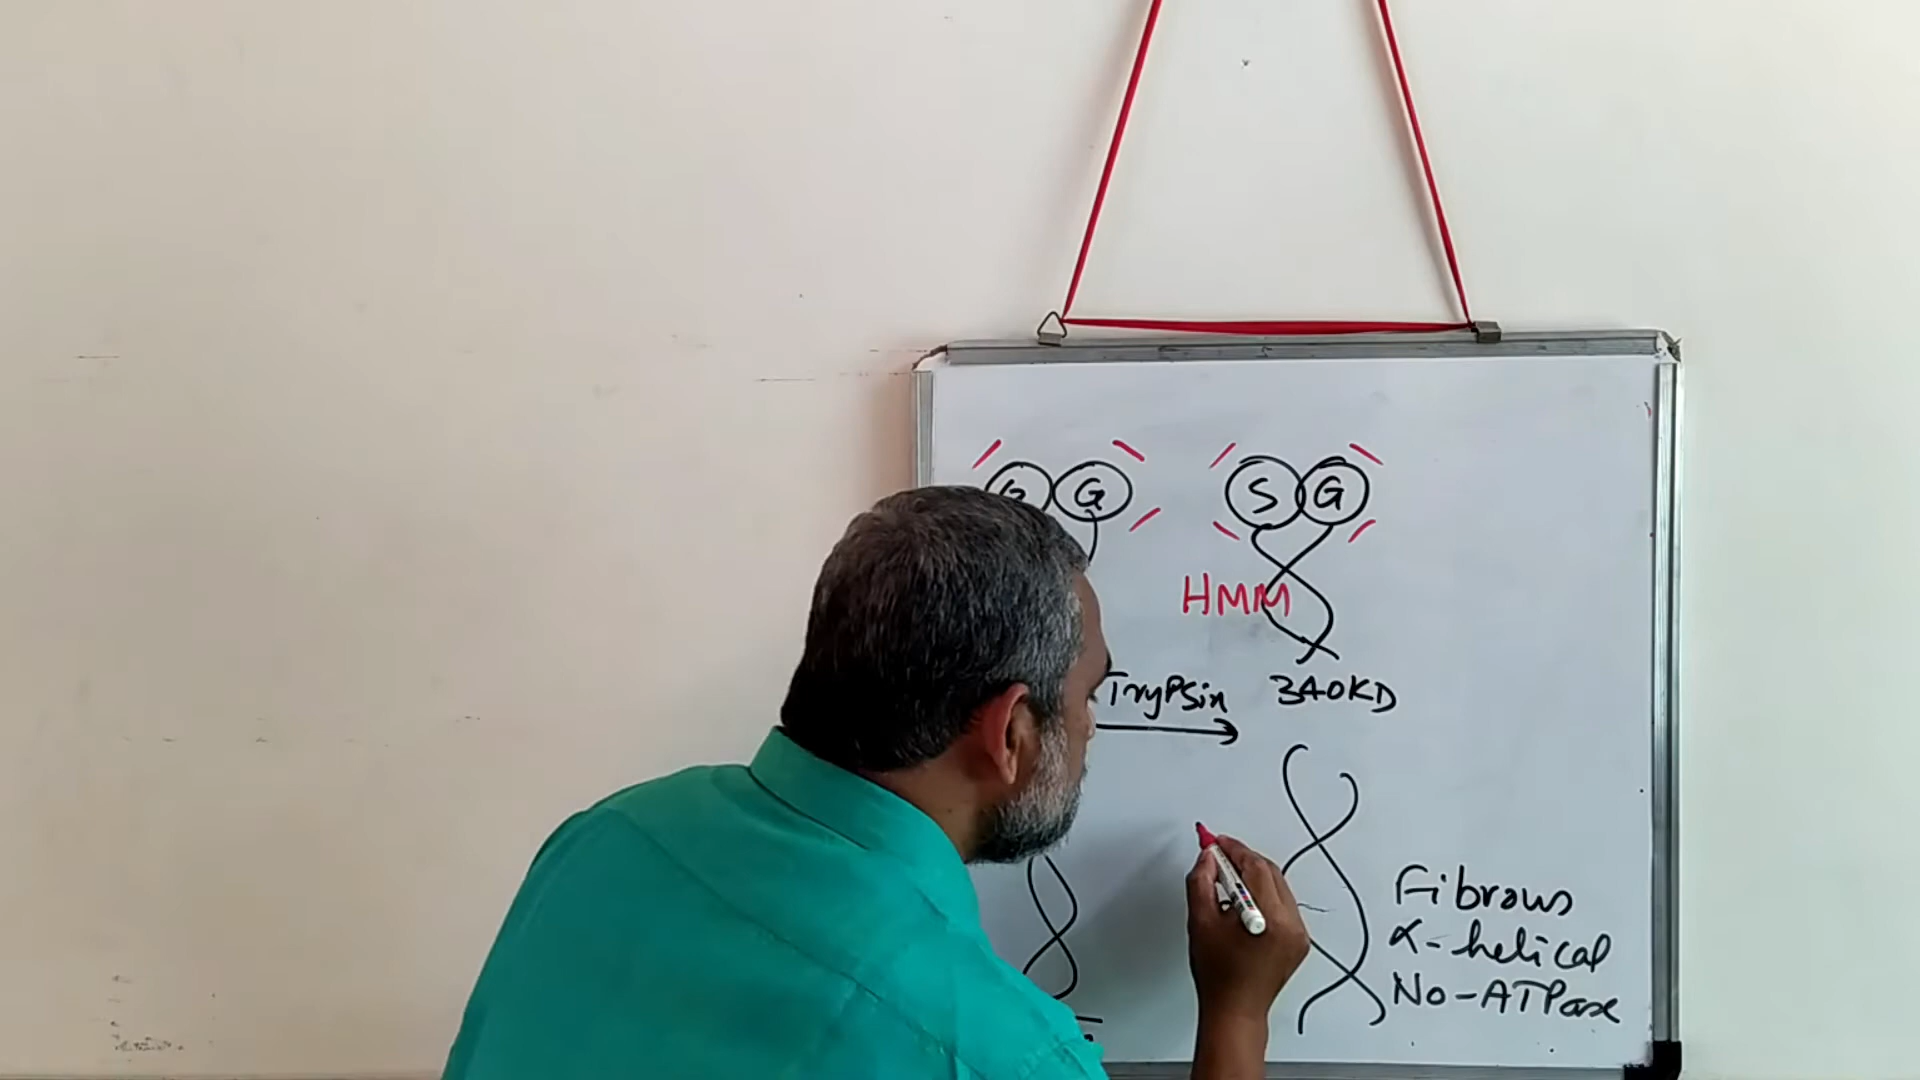 G S G
HMM
Trypsin 340KD
Fibrous
α-helical
No-ATPase